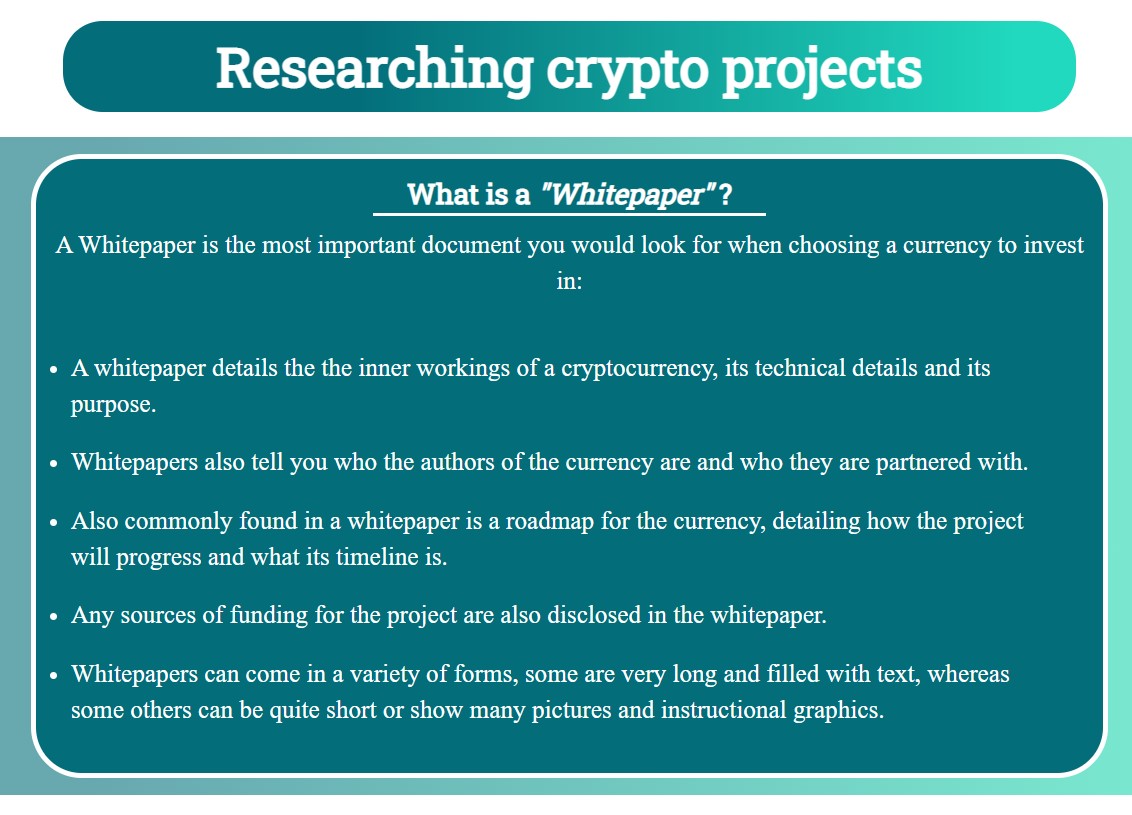 Researching crypto projects
What is a "Whitepaper"?
A Whitepaper is the most important document you would look for when choosing a currency to invest
in:
• A whitepaper details the the inner workings of a cryptocurrency, its technical details and its
purpose.
• Whitepapers also tell you who the authors of the currency are and who they are partnered with.
• Also commonly found in a whitepaper is a roadmap for the currency, detailing how the project
will progress and what its timeline is.
• Any sources of funding for the project are also disclosed in the whitepaper.
• Whitepapers can come in a variety of forms, some are very long and filled with text, whereas
some others can be quite short or show many pictures and instructional graphics.